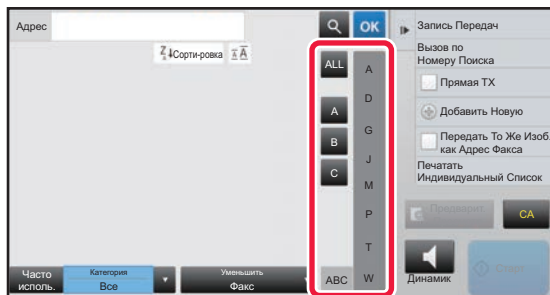 Адрес
OK
Запись Передач
Сорти-ровка
Вызов по
Номеру Поиска
ALL
A
Прямая TX
D
A
Добавить Новую
G
B
Передать То Же Изоб.
как Адрес Факса
J
C
Печатать
Индивидуальный Список
M
P
CA
T
Часто
исполь.
Категория
Все
Уменьшить
Факс
ABC
W
Динамик